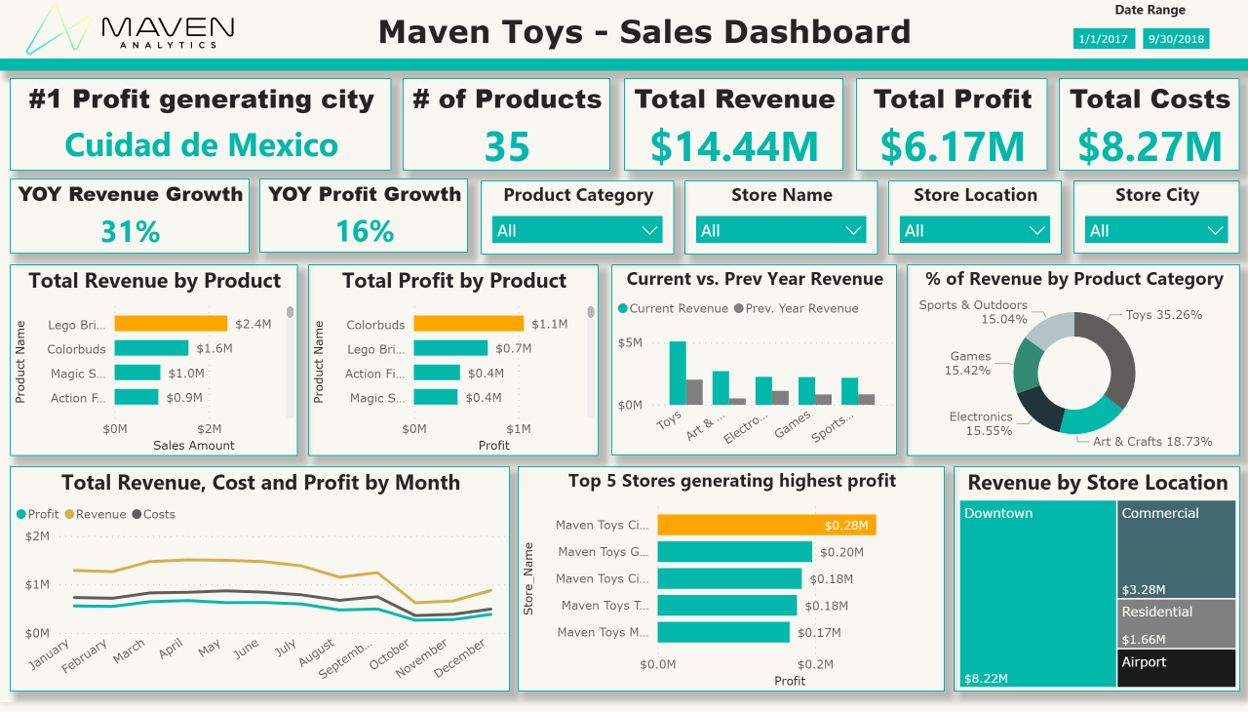 MAVEN
ANALYTICS
Maven Toys - Sales Dashboard
Date Range
1/1/2017 9/30/2018
#1 Profit generating city
Cuidad de Mexico
# of Products
35
Total Revenue
$14.44M
Total Profit
$6.17M
Total Costs
$8.27M
YOY Revenue Growth
31%
YOY Profit Growth
16%
Product Category
All
Store Name
All
Store Location
All
Store City
All
Total Revenue by Product
Product Name
Lego Bri... $2.4M
Colorbuds $1.6M
Magic S... $1.0M
Action F... $0.9M
$0M $2M
Sales Amount
Total Profit by Product
Product Name
Colorbuds $1.1M
Lego Bri... $0.7M
Action Fi... $0.4M
Magic S... $0.4M
$0M $1M
Profit
Current vs. Prev Year Revenue
Current Revenue Prev. Year Revenue
$5M
$0M
Toys Art & ... Electro... Games Sports...
% of Revenue by Product Category
Sports & Outdoors
15.04%
Toys 35.26%
Games
15.42%
Electronics
15.55%
Art & Crafts 18.73%
Total Revenue, Cost and Profit by Month
Profit Revenue Costs
$2M
$1M
$0M
January February March April May June July August Septemb... October November December
Top 5 Stores generating highest profit
Store_Name
Maven Toys Ci... $0.28M
Maven Toys G... $0.20M
Maven Toys Ci... $0.18M
Maven Toys T... $0.18M
Maven Toys M... $0.17M
$0.0M $0.2M
Profit
Revenue by Store Location
Downtown
$8.22M
Commercial
$3.28M
Residential
$1.66M
Airport